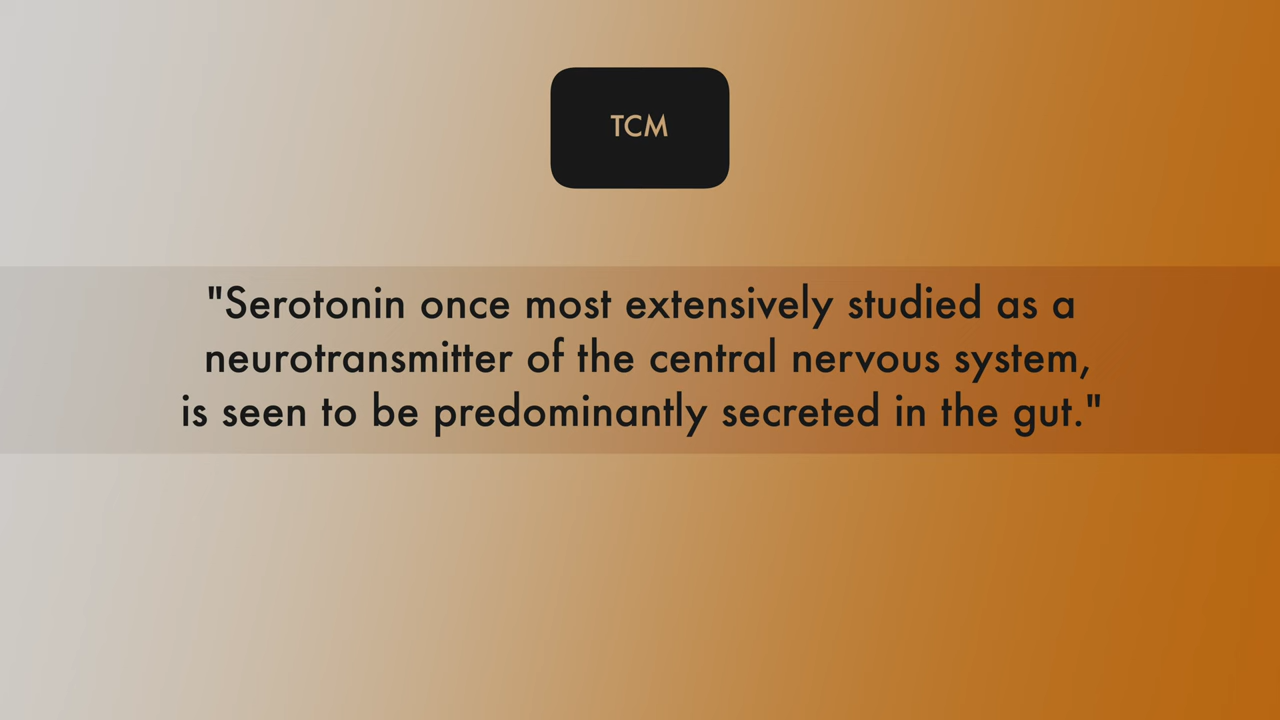 TCM
"Serotonin once most extensively studied as a
neurotransmitter of the central nervous system,
is seen to be predominantly secreted in the gut."